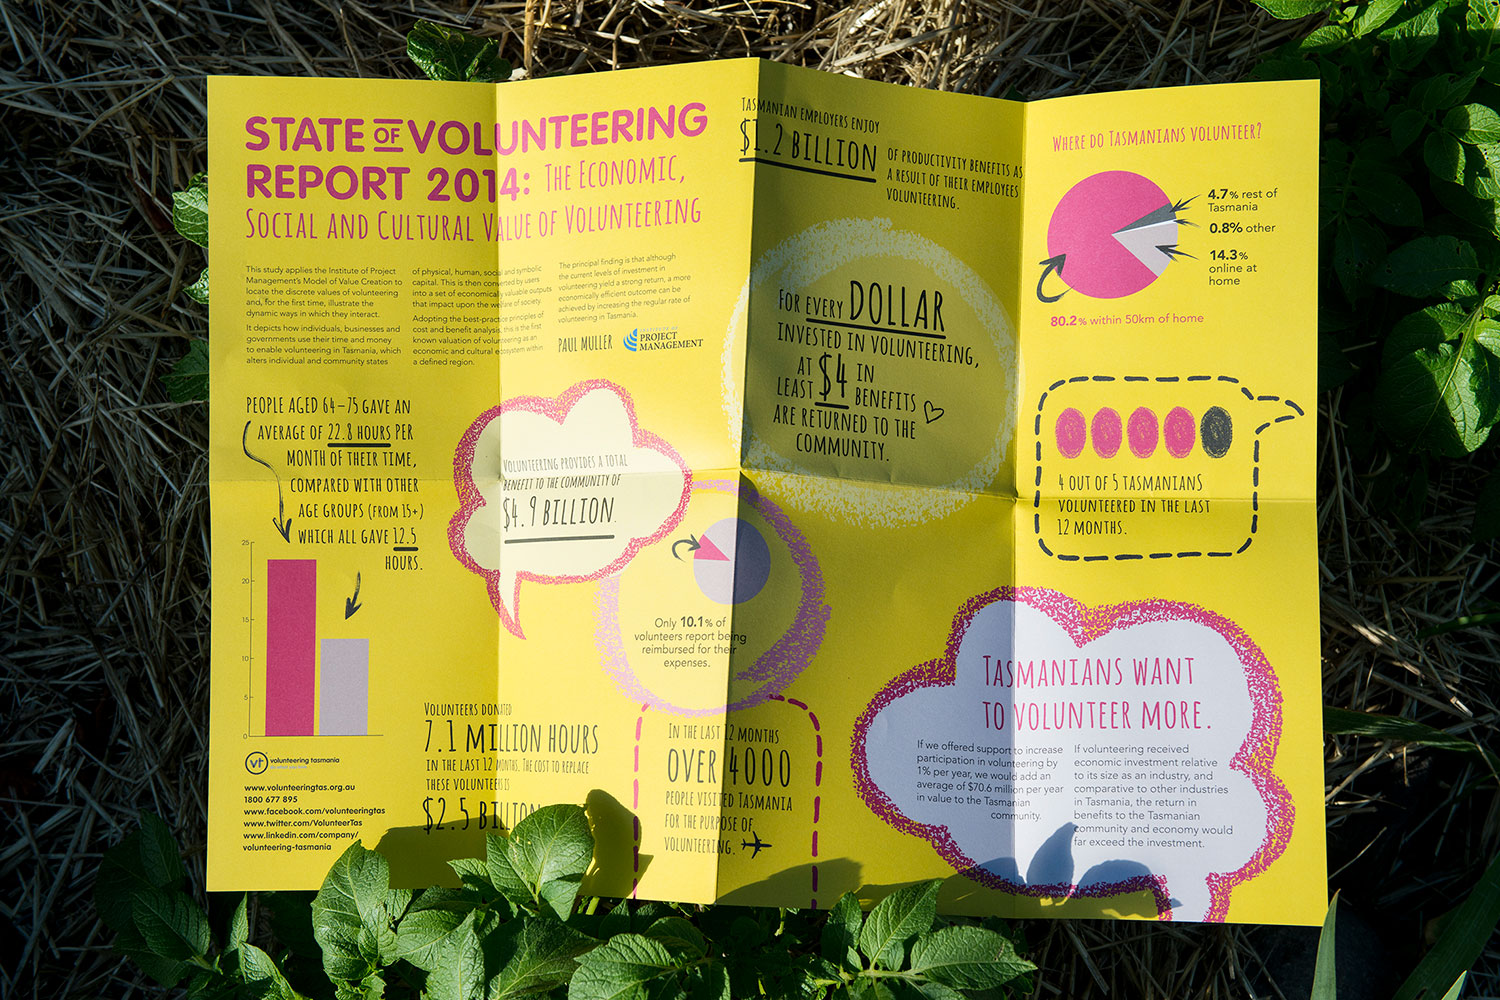 STATE OF VOLUNTEERING
REPORT 2014: THE ECONOMIC,
SOCIAL AND CULTURAL VALUE OF VOLUNTEERING
This study applies the Institute of Project
Management's Model of Value Creation to
locate the discrete values of volunteering
and, for the first time, illustrate the
dynamic ways in which they interact.
It depicts how individuals, businesses and
governments use their time and money
to enable volunteering in Tasmania, which
alters individual and community states
of physical, human, social and symbolic
capital. This is then converted by users
into a set of economically valuable outputs
that impact upon the welfare of society.
Adopting the best-practice principles of
cost and benefit analysis, this is the first
known valuation of volunteering as an
economic and cultural ecosystem within
a defined region.
The principal finding is that although
the current levels of investment in
volunteering yield a strong return, a more
economically efficient outcome can be
achieved by increasing the regular rate of
volunteering in Tasmania.
PAUL MULLER
INSTITUTE OF
PROJECT
MANAGEMENT
PEOPLE AGED 64–75 GAVE AN
AVERAGE OF 22.8 HOURS PER
MONTH OF THEIR TIME,
COMPARED WITH OTHER
AGE GROUPS (FROM 15+)
WHICH ALL GAVE 12.5
HOURS.
25
20
15
10
5
0
vt
volunteering tasmania
www.volunteeringtas.org.au
1800 677 895
www.facebook.com/volunteeringtas
www.twitter.com/VolunteerTas
www.linkedin.com/company/
volunteering-tasmania
VOLUNTEERING PROVIDES A TOTAL
BENEFIT TO THE COMMUNITY OF
$4.9 BILLION.
Only 10.1% of
volunteers report being
reimbursed for their
expenses.
VOLUNTEERS DONATED
7.1 MILLION HOURS
IN THE LAST 12 MONTHS. THE COST TO REPLACE
THESE VOLUNTEERS IS
$2.5 BILLION
IN THE LAST 12 MONTHS
OVER 4000
PEOPLE VISITED TASMANIA
FOR THE PURPOSE OF
VOLUNTEERING.
TASMANIAN EMPLOYERS ENJOY
$1.2 BILLION
OF PRODUCTIVITY BENEFITS AS
A RESULT OF THEIR EMPLOYEES
VOLUNTEERING.
FOR EVERY DOLLAR
INVESTED IN VOLUNTEERING,
AT LEAST $4 IN BENEFITS
ARE RETURNED TO THE
COMMUNITY.
WHERE DO TASMANIANS VOLUNTEER?
4.7% rest of
Tasmania
0.8% other
14.3%
online at
home
80.2% within 50km of home
4 OUT OF 5 TASMANIANS
VOLUNTEERED IN THE LAST
12 MONTHS.
TASMANIANS WANT
TO VOLUNTEER MORE.
If we offered support to increase
participation in volunteering by
1% per year, we would add an
average of $70.6 million per year
in value to the Tasmanian
community.
If volunteering received
economic investment relative
to its size as an industry, and
comparative to other industries
in Tasmania, the return in
benefits to the Tasmanian
community and economy would
far exceed the investment.